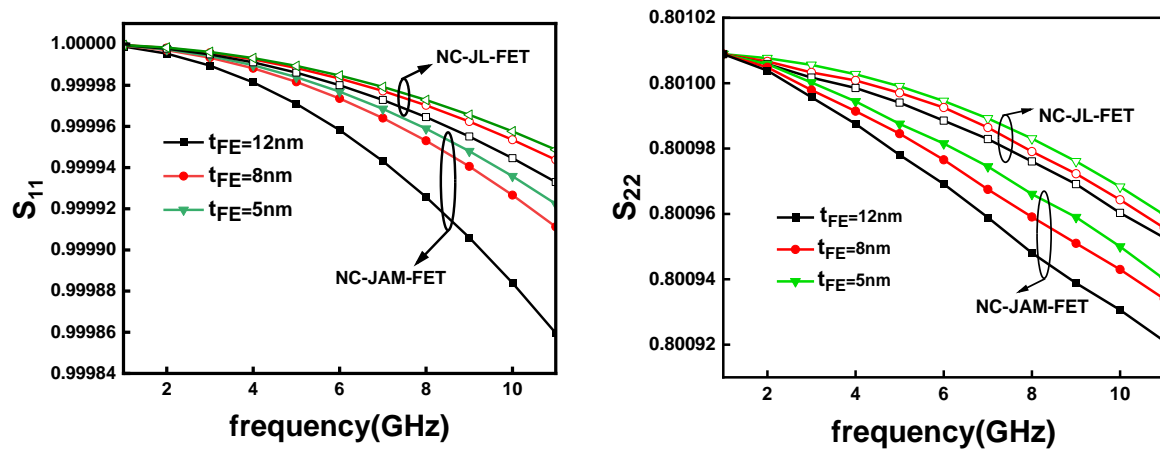 1.00000
0.99998
0.99996
0.99994
0.99992
0.99990
0.99988
0.99986
0.99984
S11
NC-JL-FET
tFE=12nm
tFE=8nm
tFE=5nm
NC-JAM-FET
2 4 6 8 10
frequency(GHz)
0.80102
0.80100
0.80098
0.80096
0.80094
0.80092
S22
NC-JL-FET
tFE=12nm
tFE=8nm
tFE=5nm
NC-JAM-FET
2 4 6 8 10
frequency(GHz)